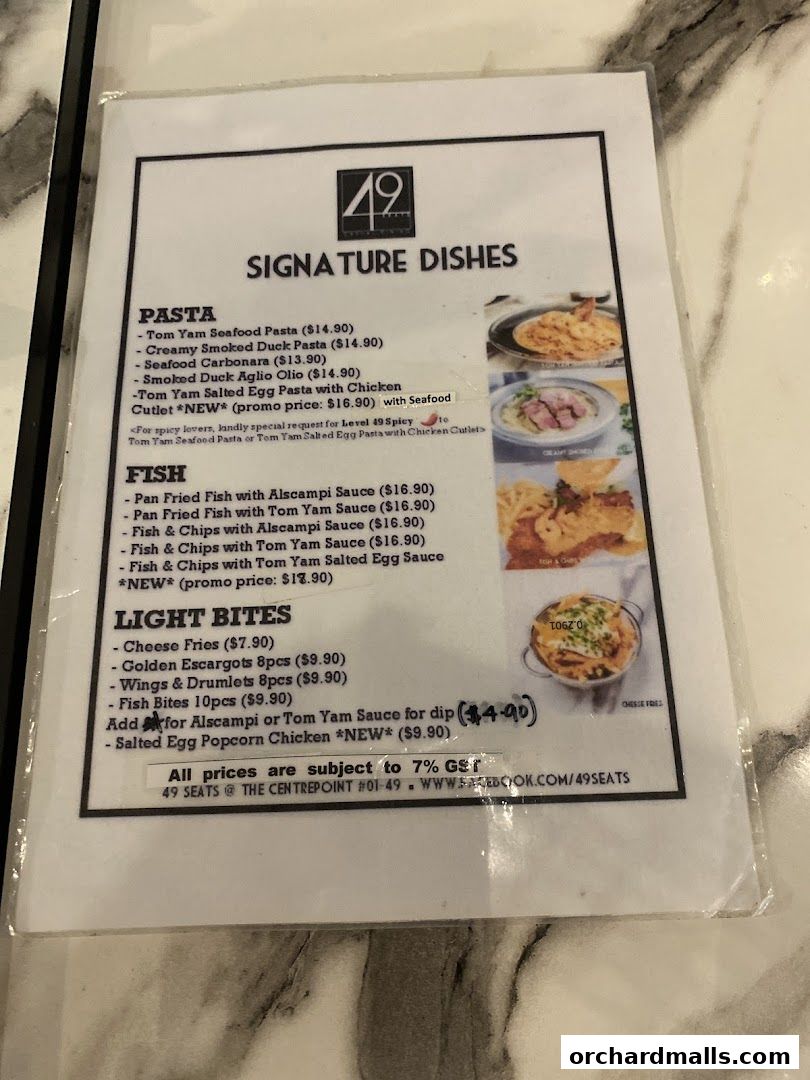 49
SEATS
SIGNATURE DISHES
PASTA
- Tom Yam Seafood Pasta ($14.90)
- Creamy Smoked Duck Pasta ($14.90)
- Seafood Carbonara ($13.90)
- Smoked Duck Aglio Olio ($14.90)
-Tom Yam Salted Egg Pasta with Chicken
Cutlet *NEW* (promo price: $16.90) with Seafood
<For spicy lovers, kindly special request for Level 49 Spicy to
Tom Yam Seafood Pasta or Tom Yam Salted Egg Pasta with Chicken Cutlet>
CREAMY SMOKED
FISH
- Pan Fried Fish with Alscampi Sauce ($16.90)
- Pan Fried Fish with Tom Yam Sauce ($16.90)
- Fish & Chips with Alscampi Sauce ($16.90)
- Fish & Chips with Tom Yam Sauce ($16.90)
- Fish & Chips with Tom Yam Salted Egg Sauce
*NEW* (promo price: $18.90)
FISH & CHIPS
LIGHT BITES
- Cheese Fries ($7.90)
- Golden Escargots 8pcs ($9.90)
- Wings & Drumlets 8pcs ($9.90)
- Fish Bites 10pcs ($9.90)
Add for Alscampi or Tom Yam Sauce for dip ($4.90)
- Salted Egg Popcorn Chicken *NEW* ($9.90)
CHEESE FRIES
All prices are subject to 7% GST
49 SEATS @ THE CENTREPOINT #01-49 . WWW.FACEBOOK.COM/49SEATS
orchardmalls.com